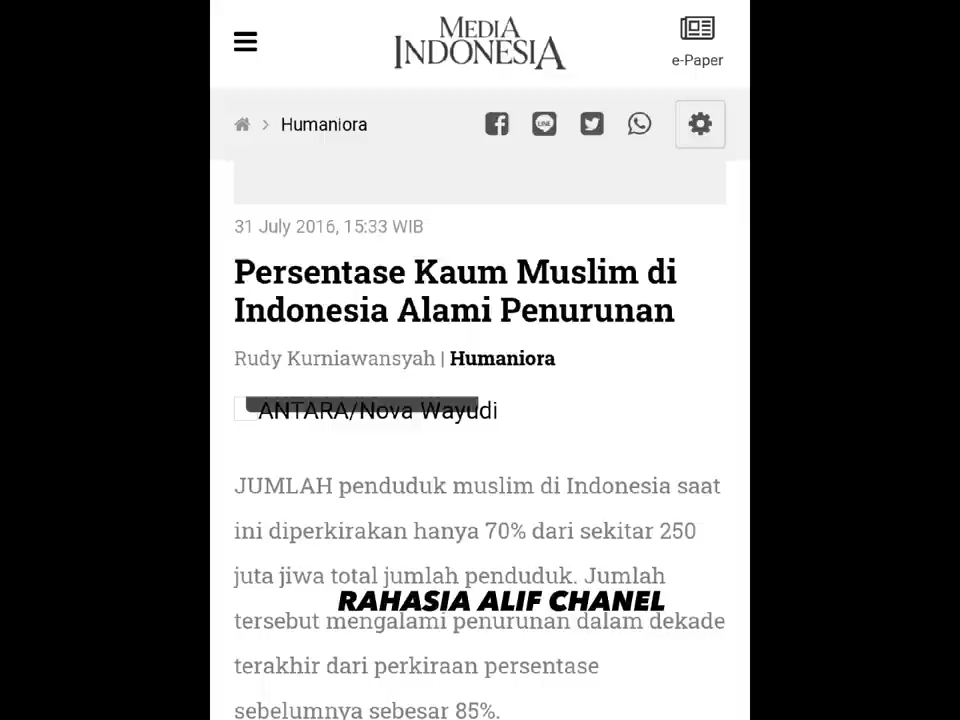 MEDIA
INDONESIA
e-Paper
Humaniora
LINE
31 July 2016, 15:33 WIB
Persentase Kaum Muslim di
Indonesia Alami Penurunan
Rudy Kurniawansyah | Humaniora
ANTARA/Nova Wayudi
JUMLAH penduduk muslim di Indonesia saat
ini diperkirakan hanya 70% dari sekitar 250
juta jiwa total jumlah penduduk. Jumlah
RAHASIA ALIF CHANEL
tersebut mengalami penurunan dalam dekade
terakhir dari perkiraan persentase
sebelumnya sebesar 85%.